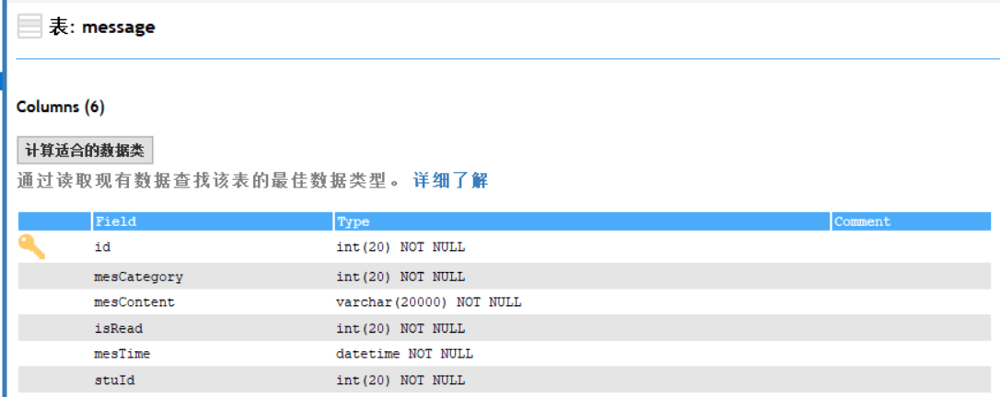 表: message
Columns (6)
计算适合的数据类
通过读取现有数据查找该表的最佳数据类型。 详细了解
Field Type Comment
id int(20) NOT NULL
mesCategory int(20) NOT NULL
mesContent varchar(20000) NOT NULL
isRead int(20) NOT NULL
mesTime datetime NOT NULL
stuId int(20) NOT NULL